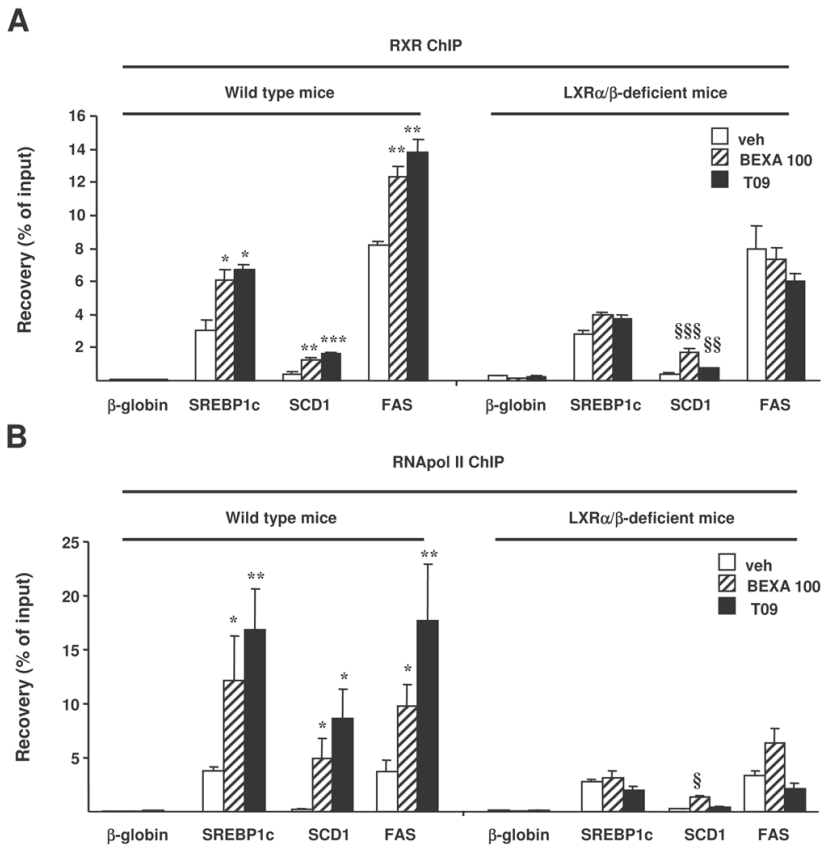 A
RXR ChIP
Wild type mice
LXRα/β-deficient mice
Recovery (% of input)
16
14
12
10
8
6
4
2
* *
** ***
** **
§§§ §§
veh
BEXA 100
T09
β-globin SREBP1c SCD1 FAS β-globin SREBP1c SCD1 FAS
B
RNApol II ChIP
Wild type mice
LXRα/β-deficient mice
Recovery (% of input)
25
20
15
10
5
* **
* *
* **
§
veh
BEXA 100
T09
β-globin SREBP1c SCD1 FAS β-globin SREBP1c SCD1 FAS